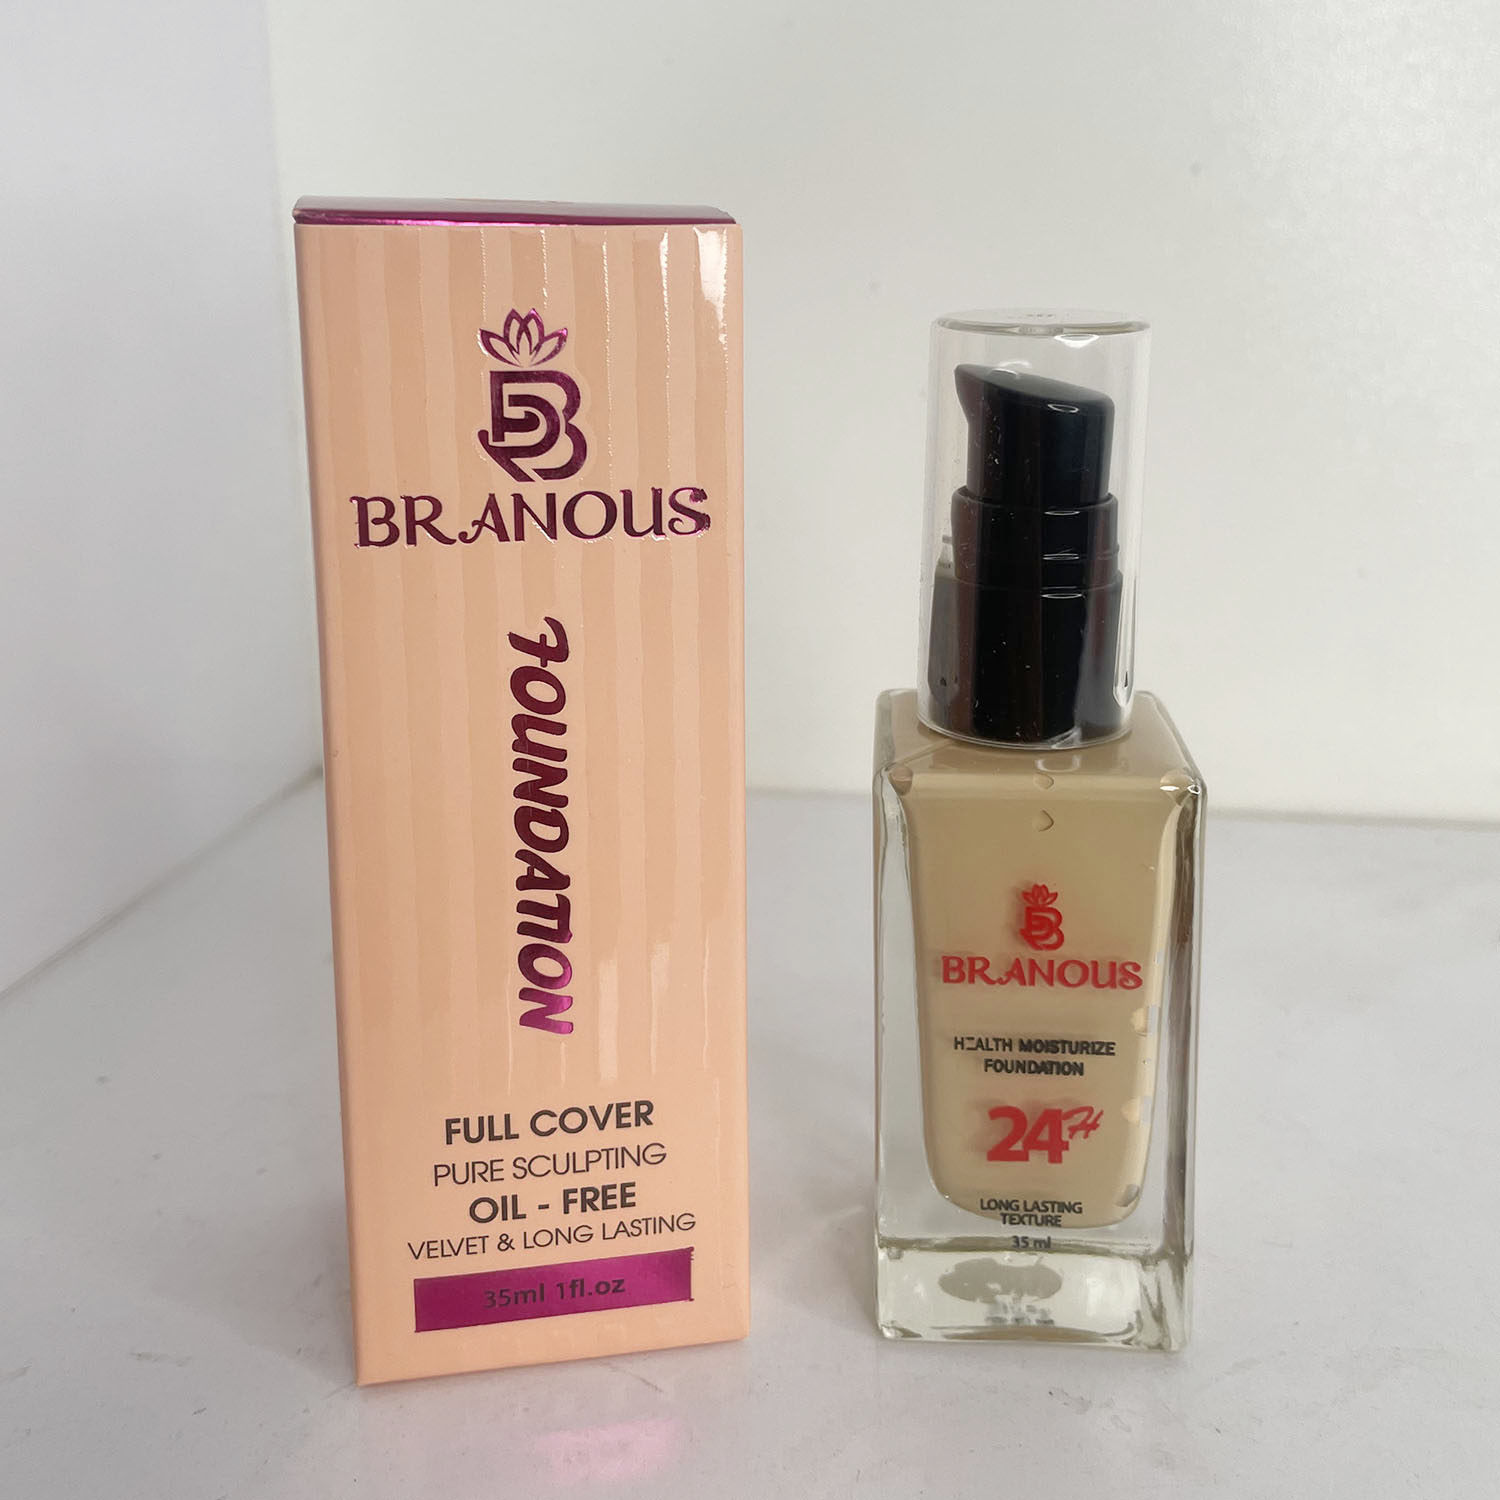 BRANOUS
FOUNDATION
FULL COVER
PURE SCULPTING
OIL - FREE
VELVET & LONG LASTING
35ml 1fl.oz
BRANOUS
HEALTH MOISTURIZE
FOUNDATION
24H
LONG LASTING
TEXTURE
35 ml